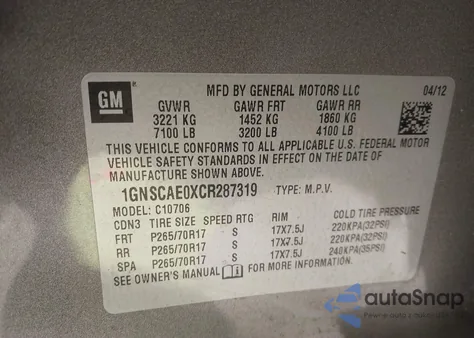 GM
MFD BY GENERAL MOTORS LLC 04/12
GVWR GAWR FRT GAWR RR
3221 KG 1452 KG 1860 KG
7100 LB 3200 LB 4100 LB
THIS VEHICLE CONFORMS TO ALL APPLICABLE U.S. FEDERAL MOTOR
VEHICLE SAFETY STANDARDS IN EFFECT ON THE DATE OF
MANUFACTURE SHOWN ABOVE.
1GNSCAE0XCR287319 TYPE: M.P.V.
MODEL: C10706
CDN3 TIRE SIZE SPEED RTG RIM COLD TIRE PRESSURE
FRT P265/70R17 S 17X7.5J 220KPA(32PSI)
RR P265/70R17 S 17X7.5J 220KPA(32PSI)
SPA P265/70R17 S 17X7.5J 240KPA(35PSI)
SEE OWNER'S MANUAL FOR MORE INFORMATION.
autaSnap